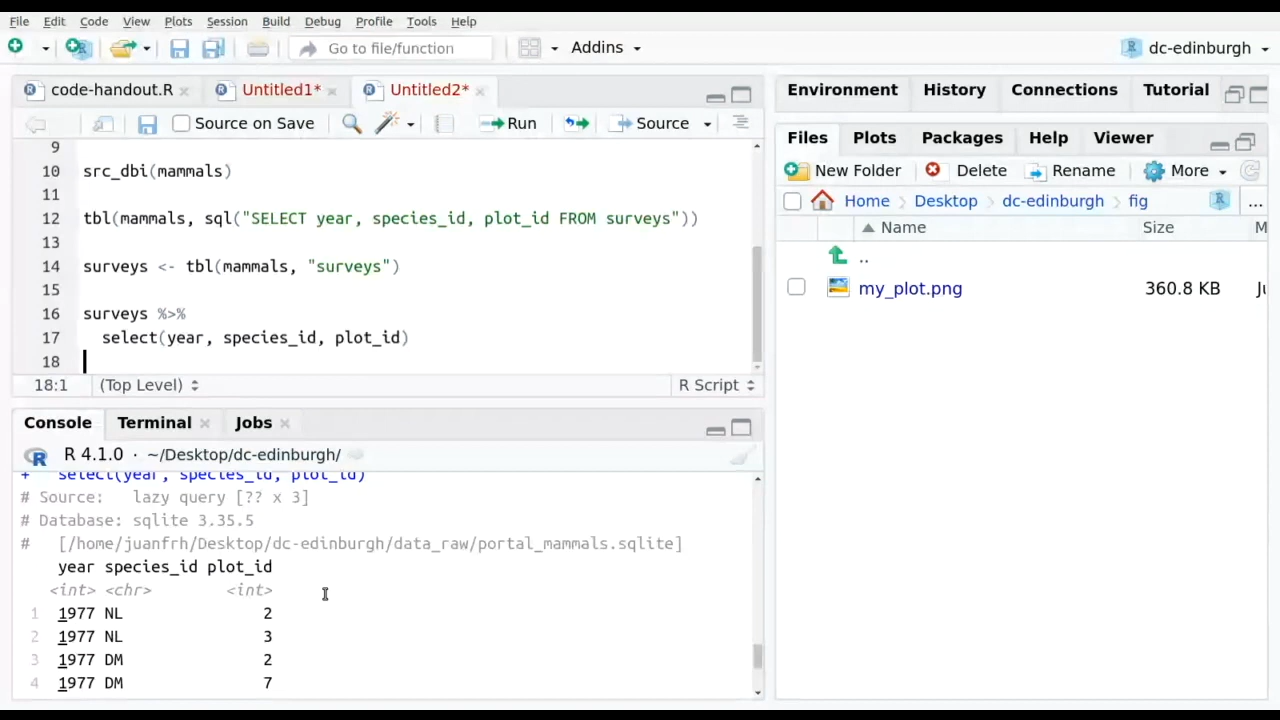 File Edit Code View Plots Session Build Debug Profile Tools Help
Go to file/function Addins dc-edinburgh
code-handout.R Untitled1* Untitled2*
Source on Save Run Source
9
10 src_dbi(mammals)
11
12 tbl(mammals, sql("SELECT year, species_id, plot_id FROM surveys"))
13
14 surveys <- tbl(mammals, "surveys")
15
16 surveys %>%
17 select(year, species_id, plot_id)
18
18:1 (Top Level) R Script
Console Terminal Jobs
R 4.1.0 · ~/Desktop/dc-edinburgh/
+ select(year, species_id, plot_id)
# Source: lazy query [?? x 3]
# Database: sqlite 3.35.5
# [/home/juanfrh/Desktop/dc-edinburgh/data_raw/portal_mammals.sqlite]
year species_id plot_id
<int> <chr> <int>
1 1977 NL 2
2 1977 NL 3
3 1977 DM 2
4 1977 DM 7
Environment History Connections Tutorial
Files Plots Packages Help Viewer
New Folder Delete Rename More
Home Desktop dc-edinburgh fig ...
Name Size M
..
my_plot.png 360.8 KB Ju